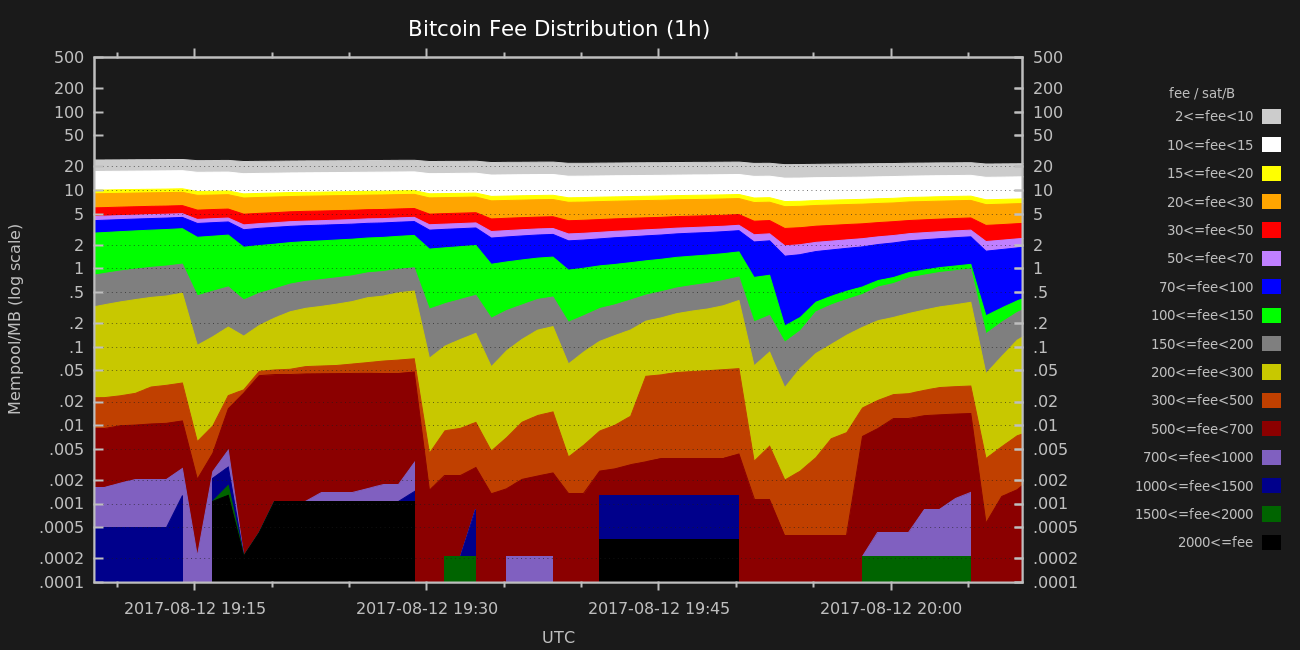 Bitcoin Fee Distribution (1h)
500
200
100
50
20
10
5
2
1
.5
.2
.1
.05
.02
.01
.005
.002
.001
.0005
.0002
.0001
Mempool/MB (log scale)
500
200
100
50
20
10
5
2
1
.5
.2
.1
.05
.02
.01
.005
.002
.001
.0005
.0002
.0001
2017-08-12 19:15
2017-08-12 19:30
2017-08-12 19:45
2017-08-12 20:00
UTC
fee / sat/B
2<=fee<10
10<=fee<15
15<=fee<20
20<=fee<30
30<=fee<50
50<=fee<70
70<=fee<100
100<=fee<150
150<=fee<200
200<=fee<300
300<=fee<500
500<=fee<700
700<=fee<1000
1000<=fee<1500
1500<=fee<2000
2000<=fee